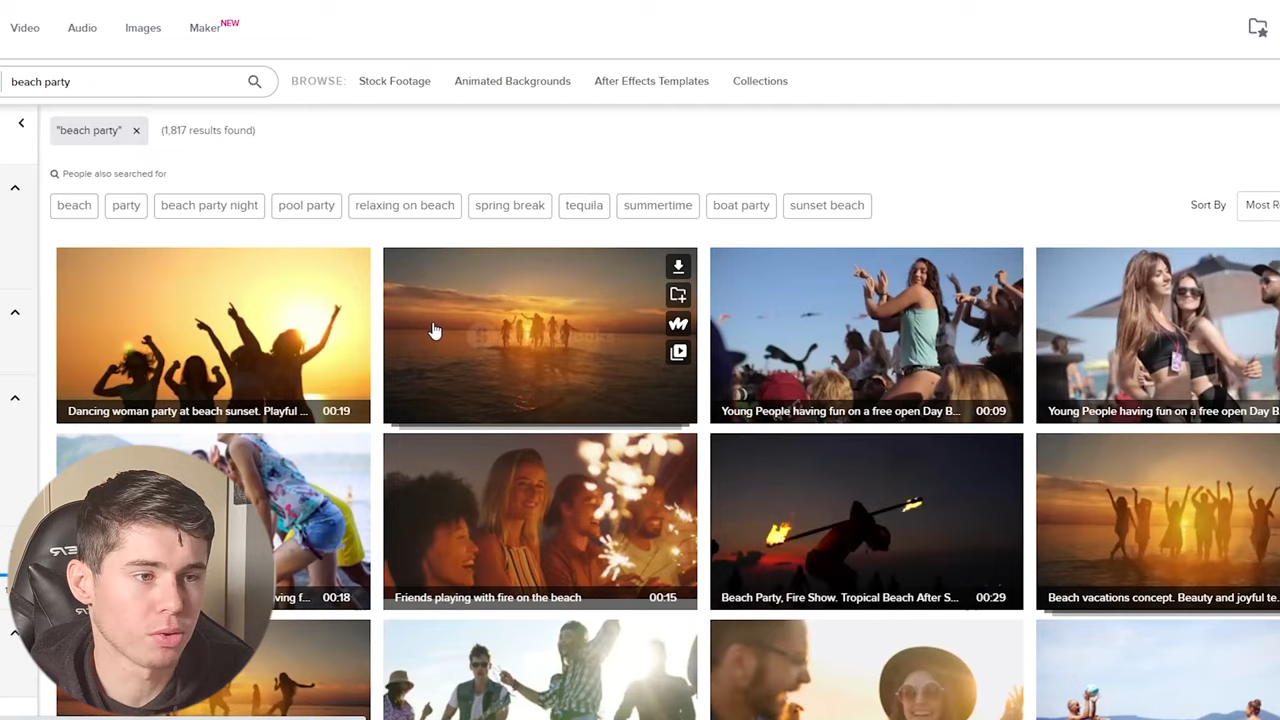 Video Audio Images Maker NEW
beach party BROWSE: Stock Footage Animated Backgrounds After Effects Templates Collections
"beach party" × (1,817 results found)
People also searched for
beach party beach party night pool party relaxing on beach spring break tequila summertime boat party sunset beach Sort By Most R
Dancing woman party at beach sunset. Playful ... 00:19
Young People having fun on a free open Day B... 00:09
Young People having fun on a free open Day B
ving f... 00:18
Friends playing with fire on the beach 00:15
Beach Party, Fire Show. Tropical Beach After S... 00:29
Beach vacations concept. Beauty and joyful te.